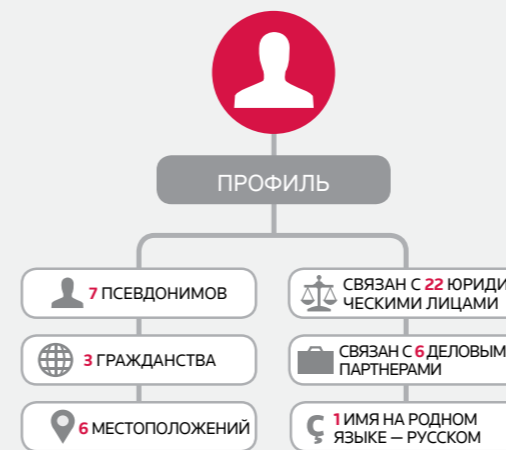 ПРОФИЛЬ
7 ПСЕВДОНИМОВ
3 ГРАЖДАНСТВА
6 МЕСТОПОЛОЖЕНИЙ
СВЯЗАН С 22 ЮРИДИ
ЧЕСКИМИ ЛИЦАМИ
СВЯЗАН С 6 ДЕЛОВЫМ
ПАРТНЕРАМИ
1 ИМЯ НА РОДНОМ
ЯЗЫКЕ — РУССКОМ